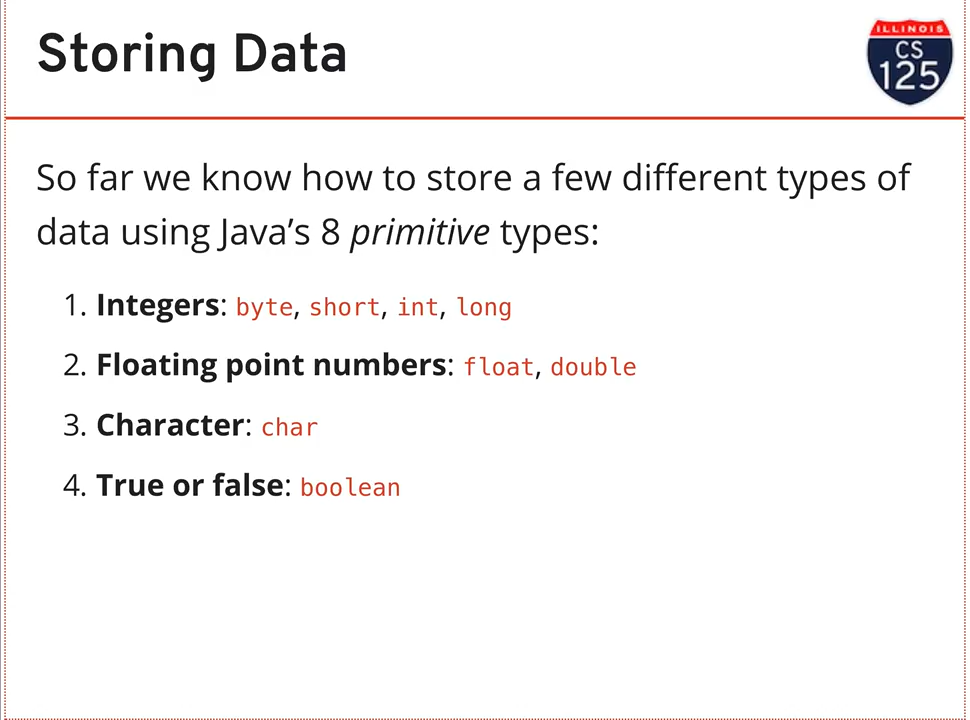 Storing Data
ILLINOIS
CS
125
So far we know how to store a few different types of
data using Java’s 8 primitive types:
1. Integers: byte, short, int, long
2. Floating point numbers: float, double
3. Character: char
4. True or false: boolean